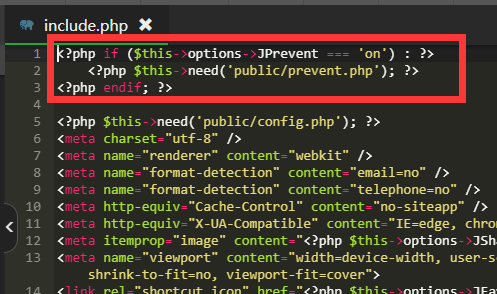 include.php ×
1 <?php if ($this->options->JPrevent === 'on') : ?>
2 <?php $this->need('public/prevent.php'); ?>
3 <?php endif; ?>
4
5 <?php $this->need('public/config.php'); ?>
6 <meta charset="utf-8" />
7 <meta name="renderer" content="webkit" />
8 <meta name="format-detection" content="email=no" />
9 <meta name="format-detection" content="telephone=no" />
10 <meta http-equiv="Cache-Control" content="no-siteapp" />
11 <meta http-equiv="X-UA-Compatible" content="IE=edge, chro
12 <meta itemprop="image" content="<?php $this->options->JSh
13 <meta name="viewport" content="width=device-width, user-s
shrink-to-fit=no, viewport-fit=cover">
14 <link rel="shortcut icon" href="<?php $this->options->JFa